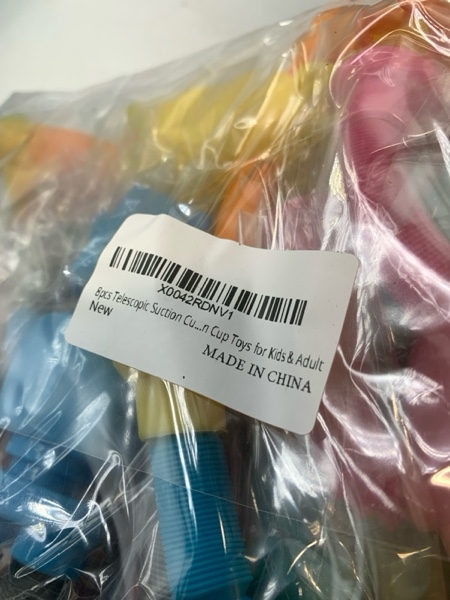 X0042RDNV1
8pcs Telescopic Suction Cu...n Cup Toys for Kids & Adult
New
MADE IN CHINA